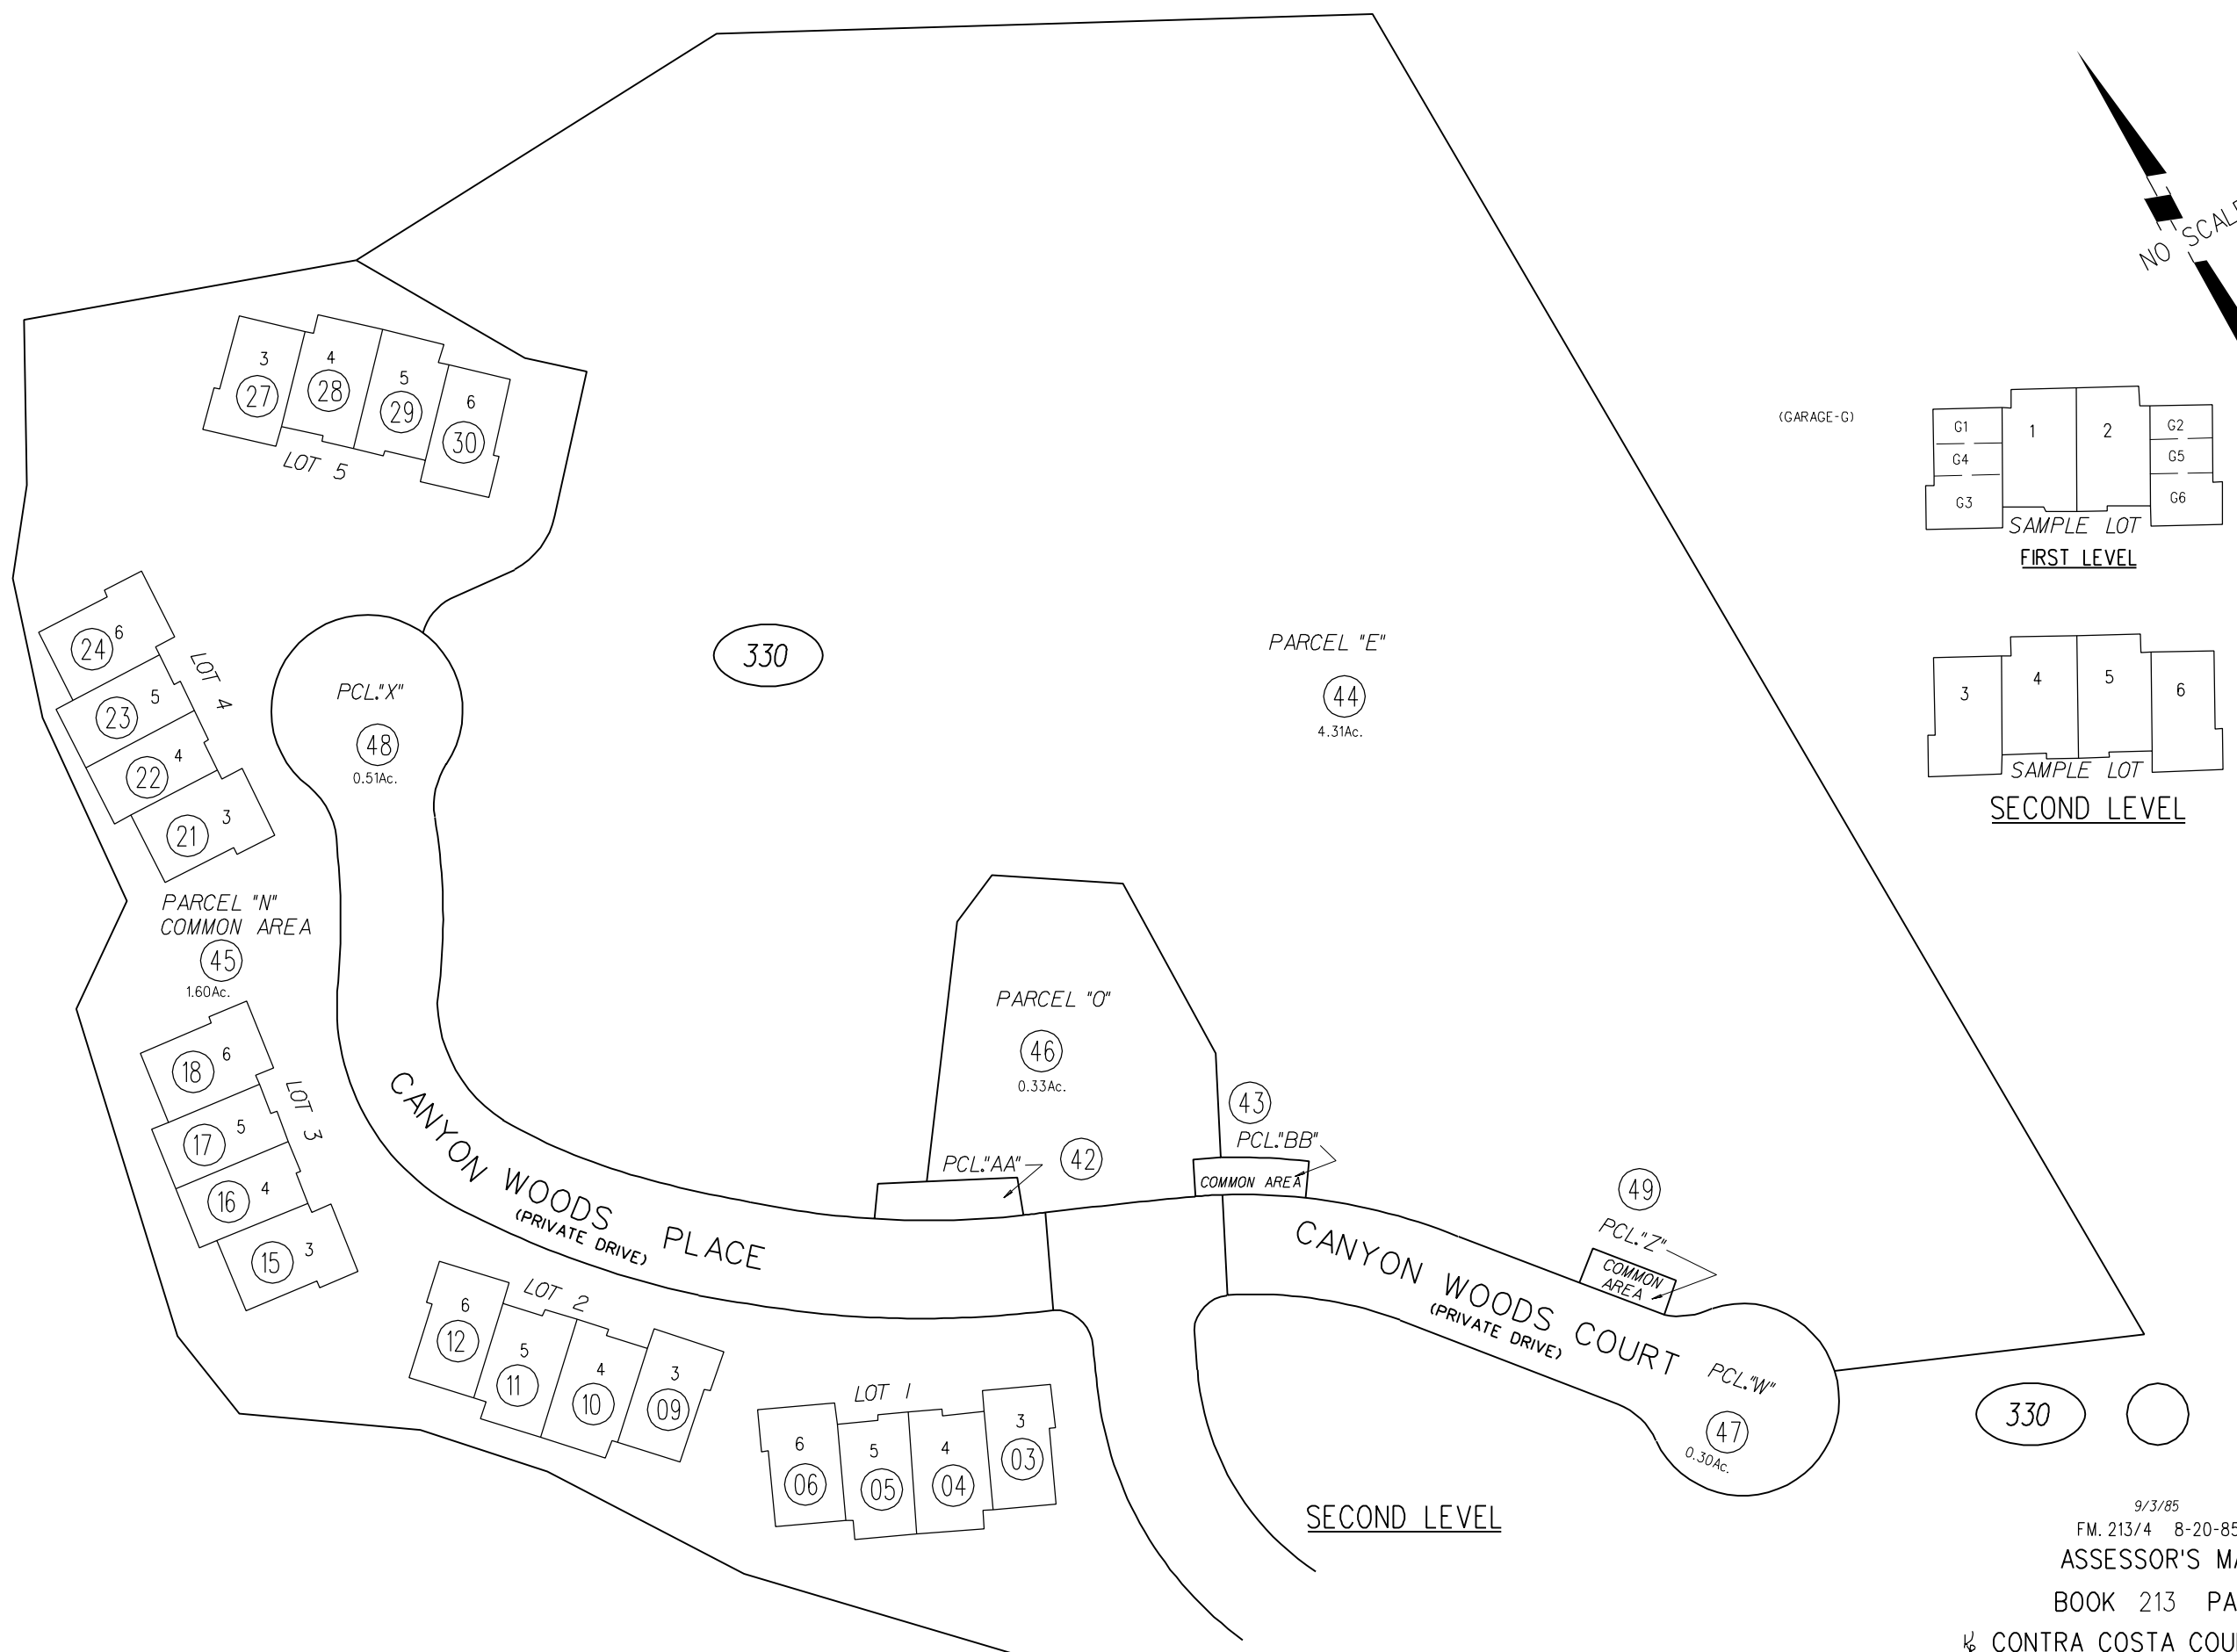 NO SCALE
3
27
4
28
5
29
6
30
LOT 5
(GARAGE-G)
G1
G4
G3
1
2
G2
G5
G6
SAMPLE LOT
FIRST LEVEL
3
4
5
6
SAMPLE LOT
SECOND LEVEL
24 6
23 5
22 4
21 3
LOT 4
PCL."X"
48
0.51Ac.
330
PARCEL "E"
44
4.31Ac.
PARCEL "N"
COMMON AREA
45
1.60Ac.
18 6
17 5
16 4
15 3
LOT 3
PARCEL "O"
46
0.33Ac.
43
PCL."BB"
COMMON AREA
PCL."AA"
42
CANYON WOODS PLACE
(PRIVATE DRIVE)
49
PCL."Z"
COMMON
AREA
CANYON WOODS COURT
(PRIVATE DRIVE)
PCL."W"
47
0.30Ac.
LOT 2
6
12
5
11
4
10
3
09
LOT 1
6
06
5
05
4
04
3
03
SECOND LEVEL
330
9/3/85
FM. 213/4 8-20-85
ASSESSOR'S MA
BOOK 213 PA
CONTRA COSTA COU